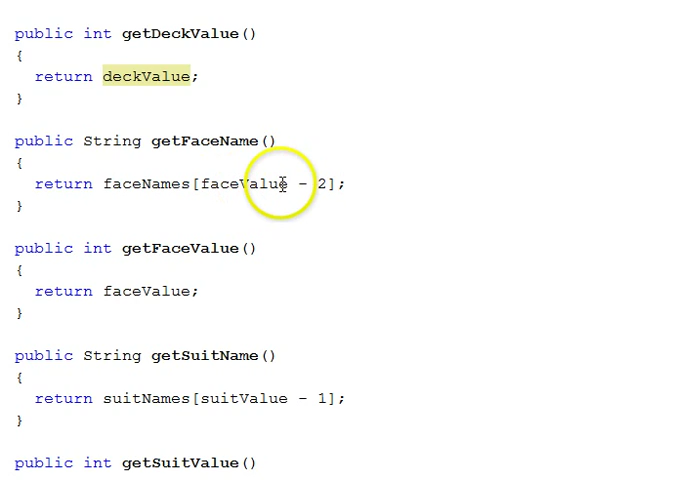 public int getDeckValue()
{
return deckValue;
}
public String getFaceName()
{
return faceNames[faceValue - 2];
}
public int getFaceValue()
{
return faceValue;
}
public String getSuitName()
{
return suitNames[suitValue - 1];
}
public int getSuitValue()